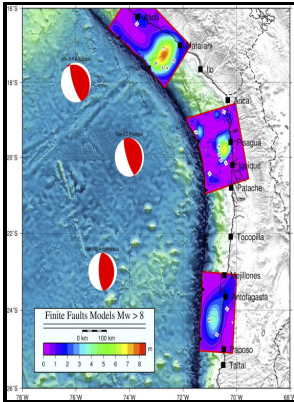 16°S
Atico
Matarani
Ilo
18°S
Arica
Pisagua
20°S
Iquique
Patache
22°S
Tocopilla
Mejillones
24°S
Antofagasta
Paposo
Taltal
26°S
Finite Faults Models Mw > 8
0 km 100 km
m
0 1 2 3 4 5 6 7 8
78°W 76°W 74°W 72°W 70°W 68°W